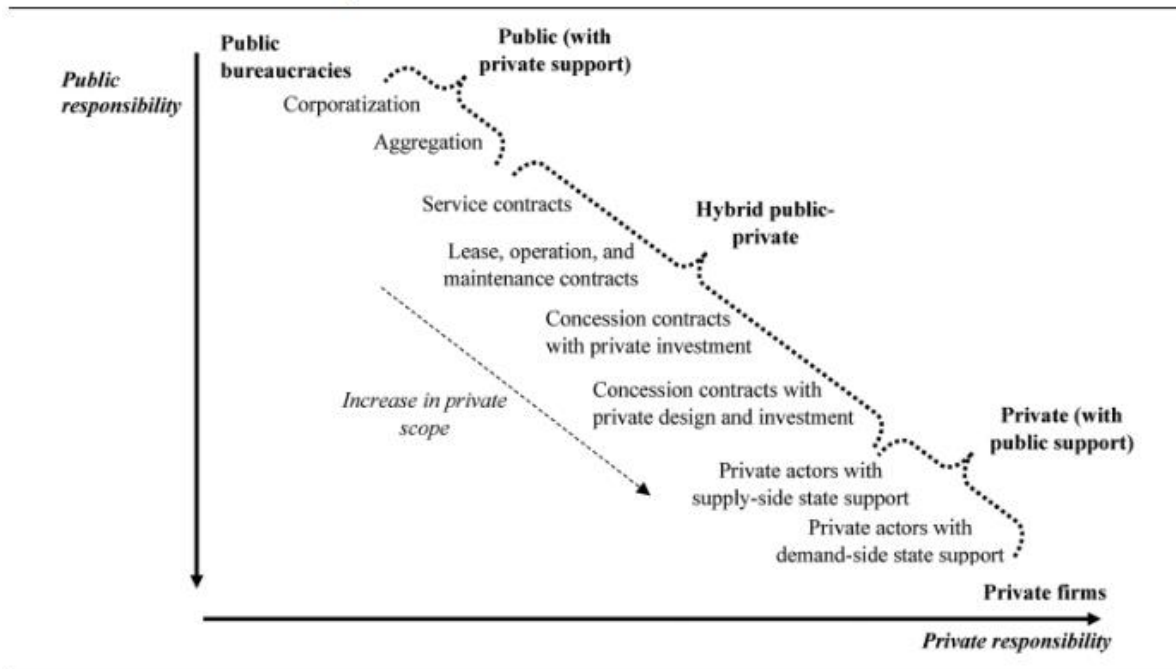 Public
bureaucracies
Public (with
private support)
Public
responsibility
Corporatization
Aggregation
Service contracts
Hybrid public-
private
Lease, operation, and
maintenance contracts
Concession contracts
with private investment
Increase in private
scope
Concession contracts with
private design and investment
Private (with
public support)
Private actors with
supply-side state support
Private actors with
demand-side state support
Private firms
Private responsibility